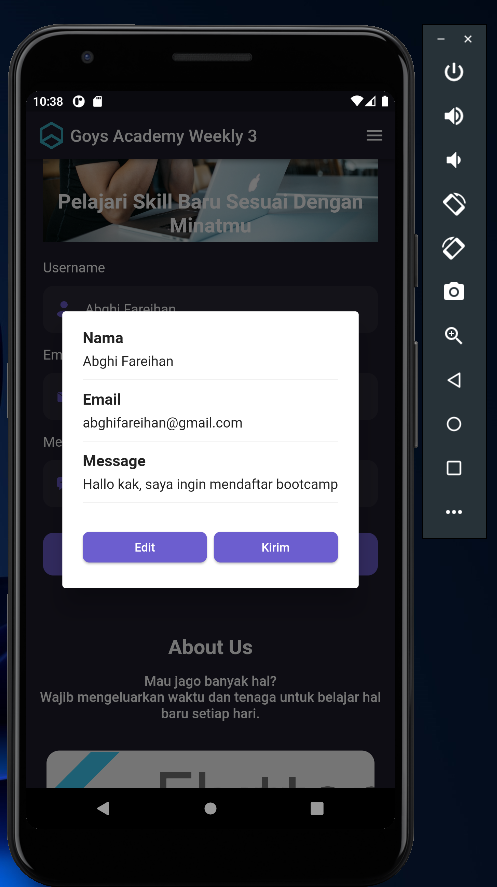 10:38
Goys Academy Weekly 3
Pelajari Skill Baru Sesuai Dengan
Minatmu
Username
Abghi Fareihan
Em
Me
Nama
Abghi Fareihan
Email
abghifareihan@gmail.com
Message
Hallo kak, saya ingin mendaftar bootcamp
Edit
Kirim
About Us
Mau jago banyak hal?
Wajib mengeluarkan waktu dan tenaga untuk belajar hal
baru setiap hari.